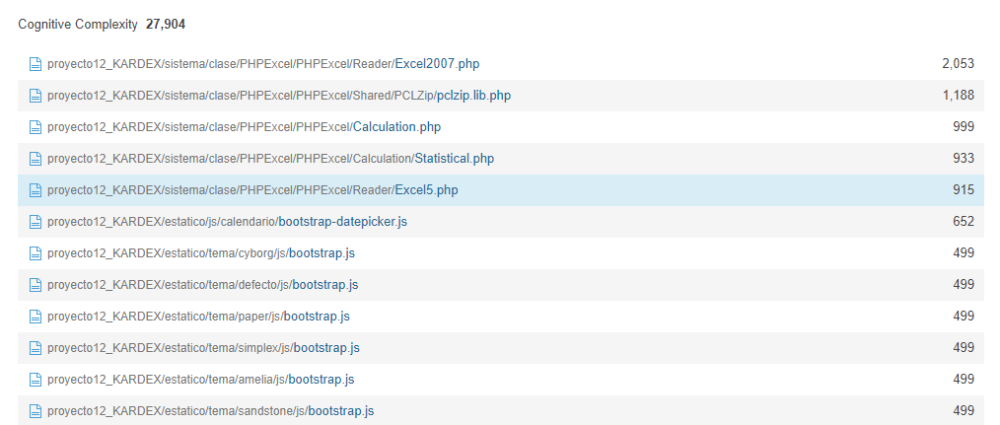 Cognitive Complexity 27,904
proyecto12_KARDEX/sistema/clase/PHPExcel/PHPExcel/Reader/Excel2007.php 2,053
proyecto12_KARDEX/sistema/clase/PHPExcel/PHPExcel/Shared/PCLZip/pclzip.lib.php 1,188
proyecto12_KARDEX/sistema/clase/PHPExcel/PHPExcel/Calculation.php 999
proyecto12_KARDEX/sistema/clase/PHPExcel/PHPExcel/Calculation/Statistical.php 933
proyecto12_KARDEX/sistema/clase/PHPExcel/PHPExcel/Reader/Excel5.php 915
proyecto12_KARDEX/estatico/js/calendario/bootstrap-datepicker.js 652
proyecto12_KARDEX/estatico/tema/cyborg/js/bootstrap.js 499
proyecto12_KARDEX/estatico/tema/defecto/js/bootstrap.js 499
proyecto12_KARDEX/estatico/tema/paper/js/bootstrap.js 499
proyecto12_KARDEX/estatico/tema/simplex/js/bootstrap.js 499
proyecto12_KARDEX/estatico/tema/amelia/js/bootstrap.js 499
proyecto12_KARDEX/estatico/tema/sandstone/js/bootstrap.js 499